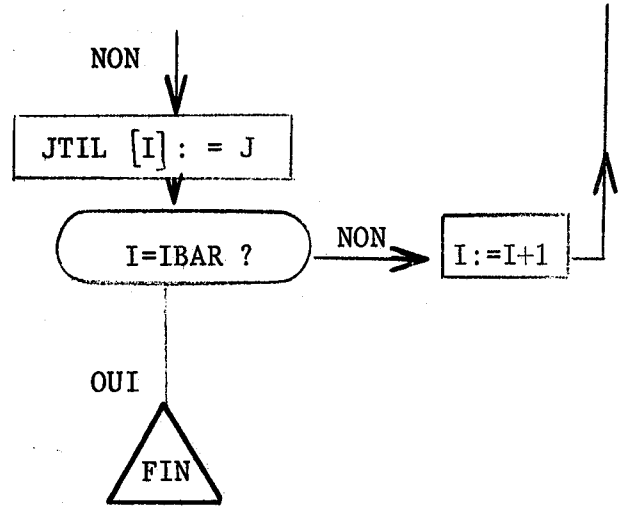 NON
JTIL [I] : = J
I=IBAR ?
NON
I:=I+1
OUI
FIN